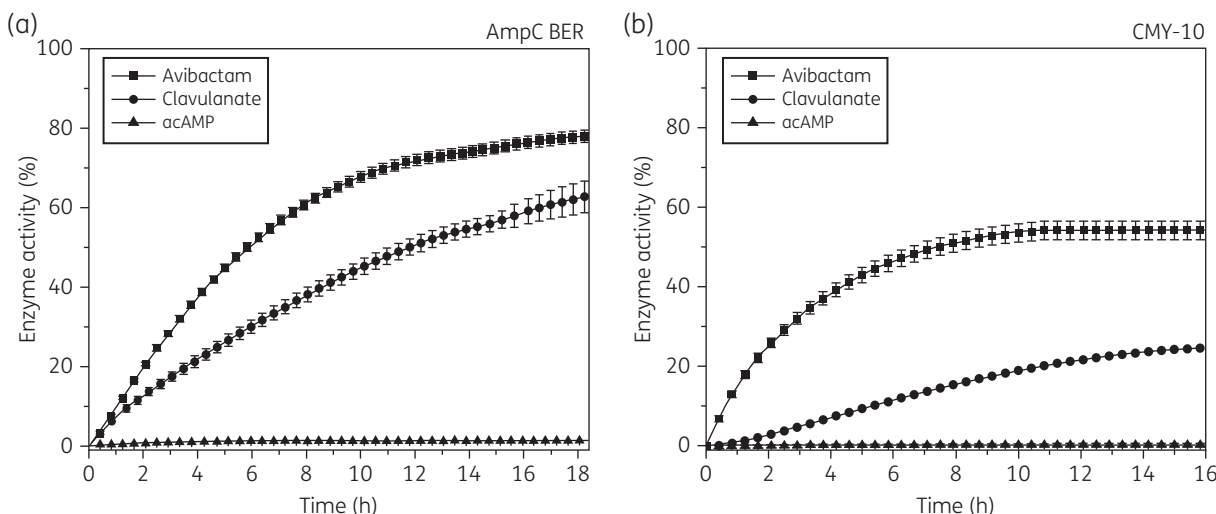 (a)
AmpC BER
100
80
60
40
20
0
Enzyme activity (%)
Avibactam
Clavulanate
acAMP
0 2 4 6 8 10 12 14 16 18
Time (h)
(b)
CMY-10
100
80
60
40
20
0
Enzyme activity (%)
Avibactam
Clavulanate
acAMP
0 2 4 6 8 10 12 14 16
Time (h)